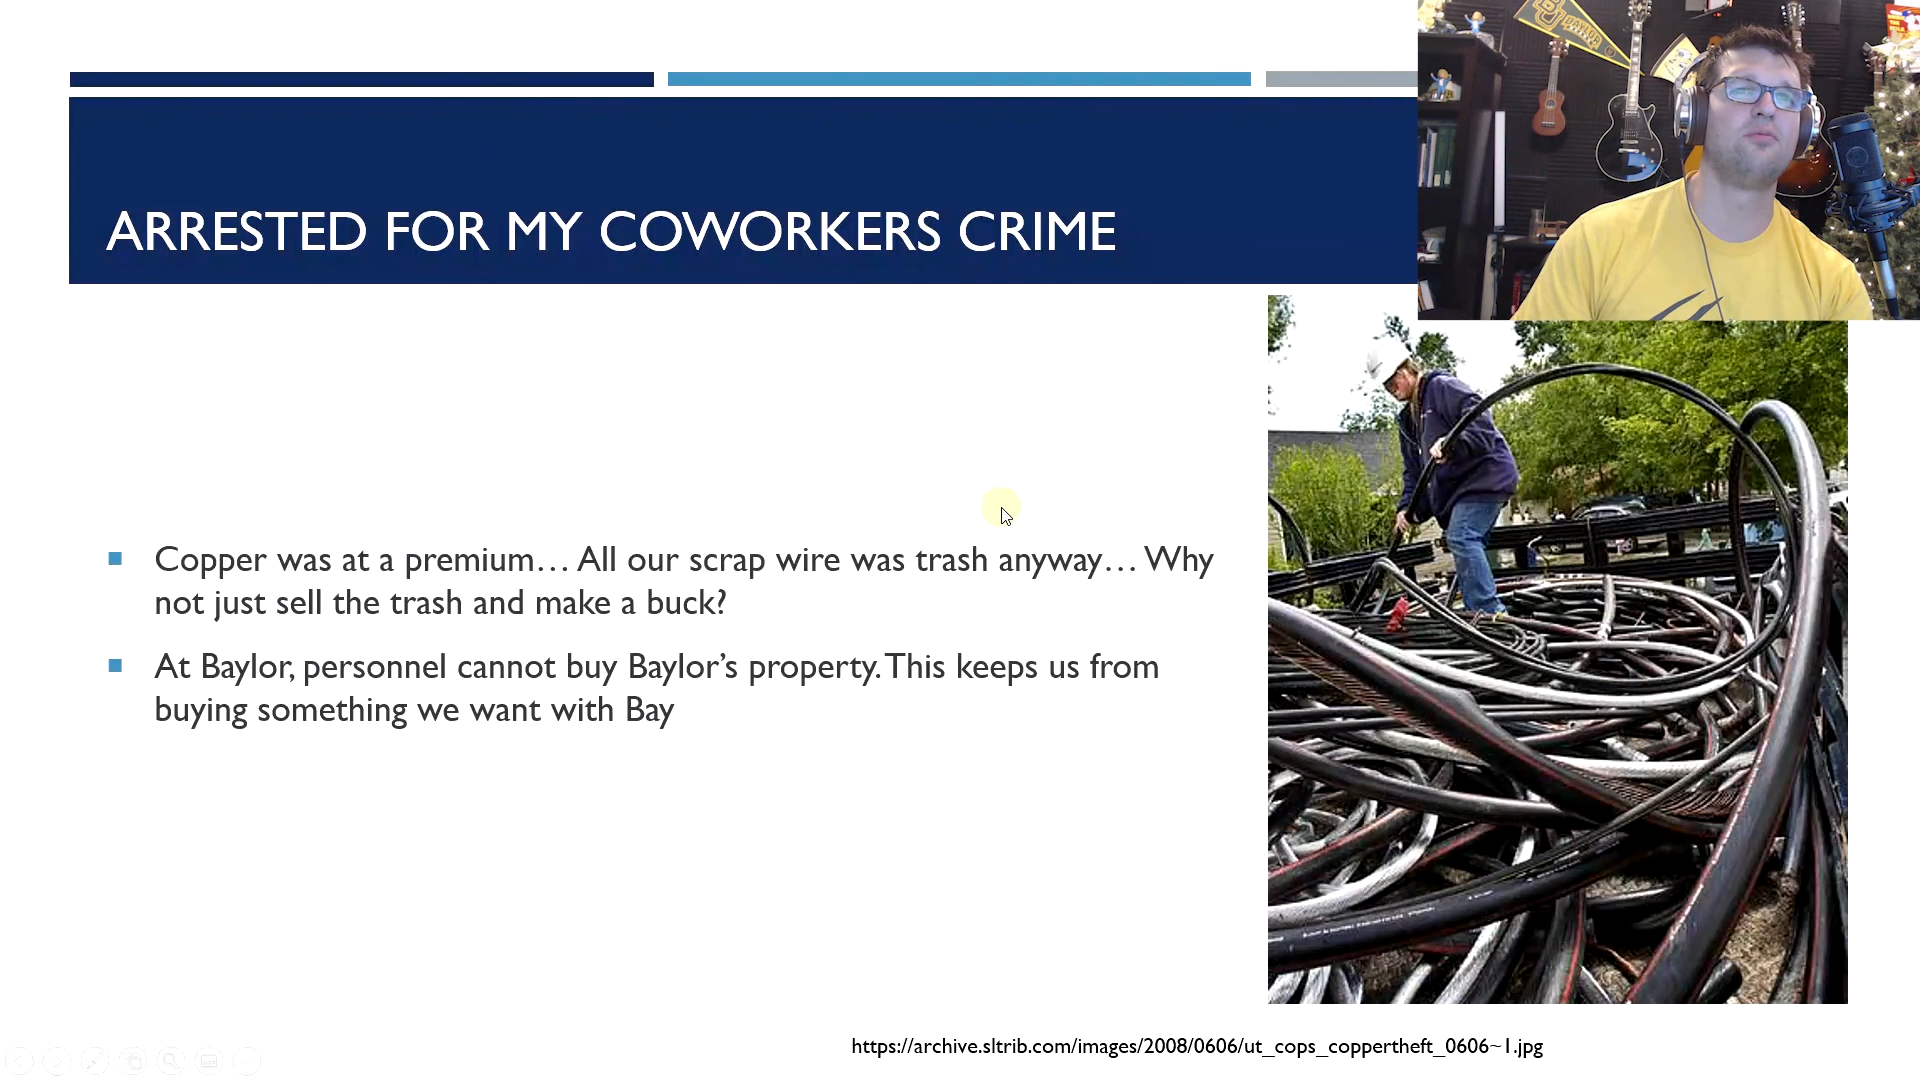 BU
BAYLOR
ARRESTED FOR MY COWORKERS CRIME
Copper was at a premium… All our scrap wire was trash anyway… Why
not just sell the trash and make a buck?
At Baylor, personnel cannot buy Baylor’s property. This keeps us from
buying something we want with Bay
https://archive.sltrib.com/images/2008/0606/ut_cops_coppertheft_0606~1.jpg